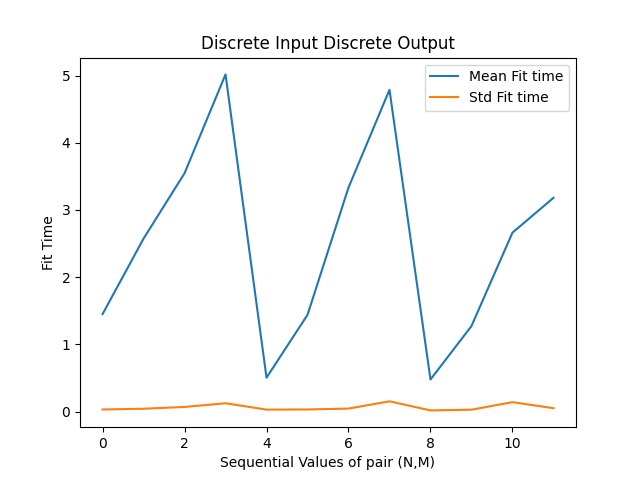 Discrete Input Discrete Output
Mean Fit time
Std Fit time
Fit Time
5
4
3
2
1
0
0 2 4 6 8 10
Sequential Values of pair (N,M)